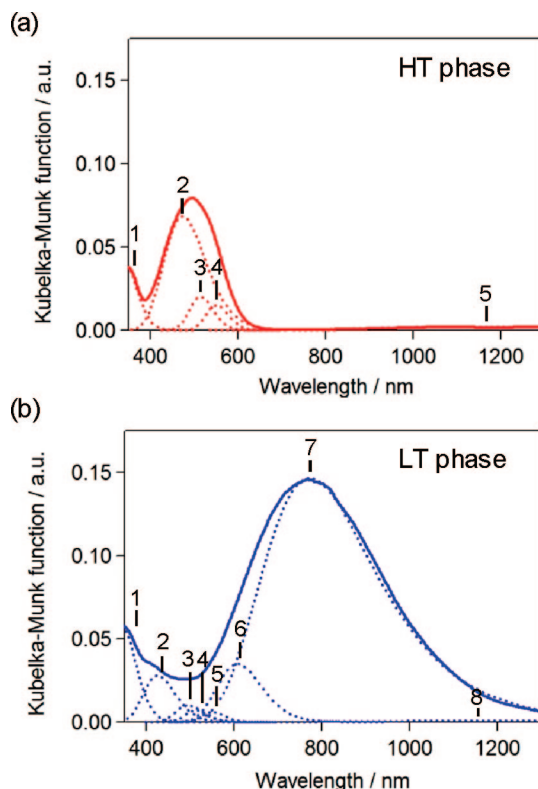 (a)
HT phase
Kubelka-Munk function / a.u.
0.15
0.10
0.05
0.00
1
2
3 4
5
400 600 800 1000 1200
Wavelength / nm
(b)
LT phase
Kubelka-Munk function / a.u.
0.15
0.10
0.05
0.00
1
2
3 4 5
6
7
8
400 600 800 1000 1200
Wavelength / nm